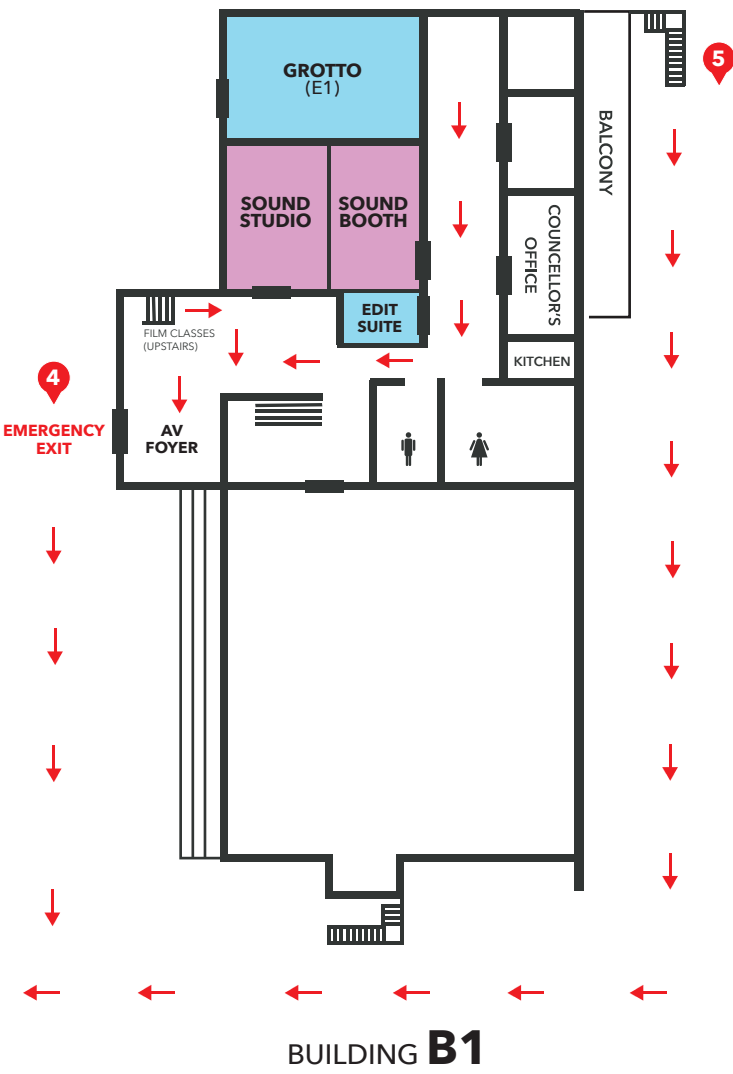 GROTTO
(E1)
5
BALCONY
SOUND
STUDIO
SOUND
BOOTH
COUNCELLOR'S
OFFICE
EDIT
SUITE
FILM CLASSES
(UPSTAIRS)
KITCHEN
4
EMERGENCY
EXIT
AV
FOYER
BUILDING B1